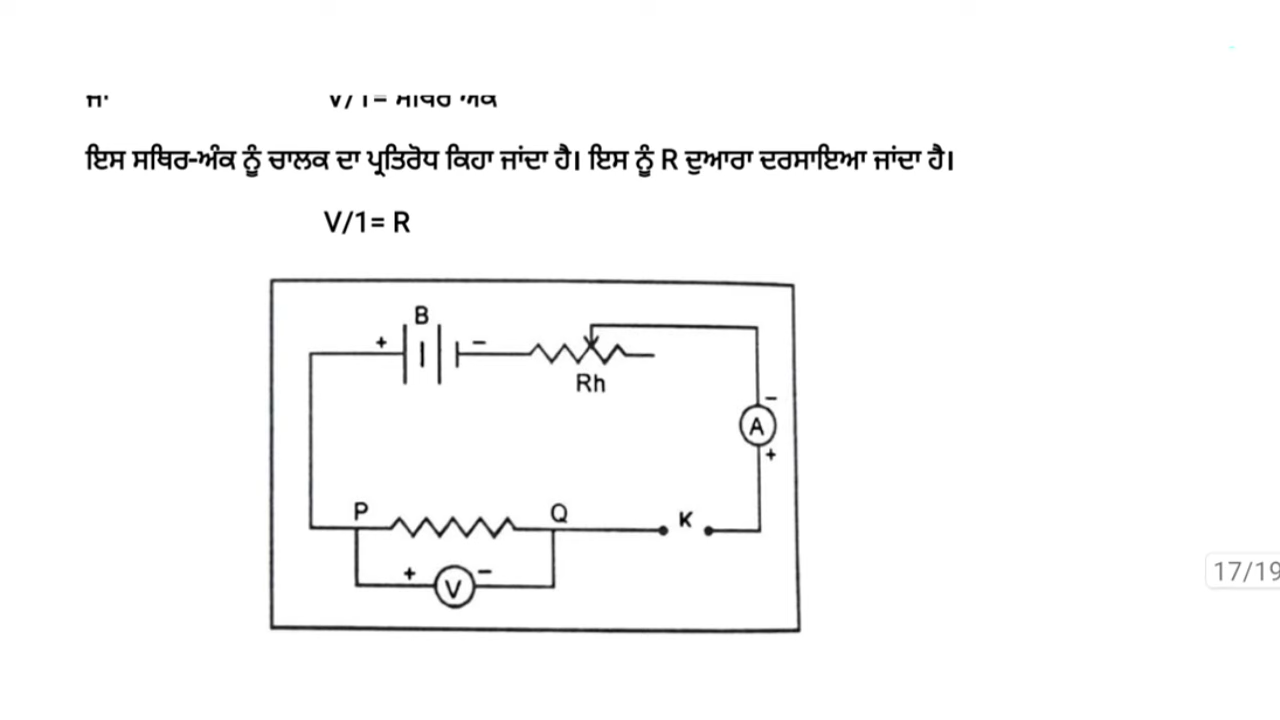 ਇਸ ਸਥਿਰ-ਅੰਕ ਨੂੰ ਚਾਲਕ ਦਾ ਪ੍ਰਤਿਰੋਧ ਕਿਹਾ ਜਾਂਦਾ ਹੈ। ਇਸ ਨੂੰ R ਦੁਆਰਾ ਦਰਸਾਇਆ ਜਾਂਦਾ ਹੈ।
V/1= R
B
+ −
Rh
−
A
+
P Q K
+ V −
17/19